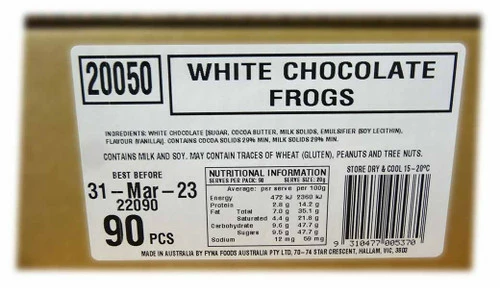 20050
WHITE CHOCOLATE
FROGS
INGREDIENTS: WHITE CHOCOLATE [SUGAR, COCOA BUTTER, MILK SOLIDS, EMULSIFIER (SOY LECITHIN),
FLAVOUR (VANILLA)]. CONTAINS COCOA SOLIDS 29% MIN, MILK SOLIDS 29% MIN.
CONTAINS MILK AND SOY. MAY CONTAIN TRACES OF WHEAT (GLUTEN), PEANUTS AND TREE NUTS.
BEST BEFORE
31-Mar-23
22090
90 PCS
NUTRITIONAL INFORMATION
SERVES PER PACK: 90 SERVE SIZE: 20g
Average: per serve per 100g
Energy 472 kJ 2360 kJ
Protein 2.8 g 14.2 g
Fat Total 7.0 g 35.1 g
Saturated 4.4 g 21.8 g
Carbohydrate 9.5 g 47.7 g
Sugars 9.5 g 47.7 g
Sodium 12 mg 59 mg
STORE DRY & COOL 15-20°C
9 310477 005370
MADE IN AUSTRALIA BY FYNA FOODS AUSTRALIA PTY LTD, 70-74 STAR CRESCENT, HALLAM, VIC, 3803